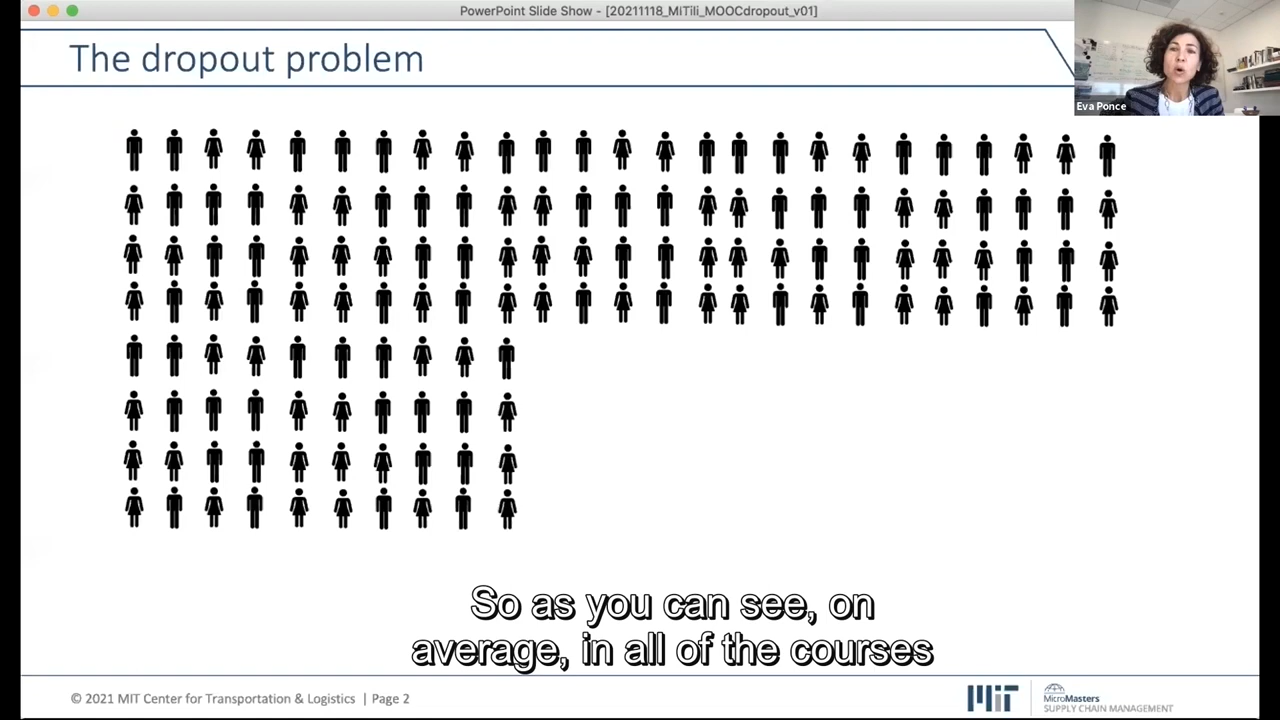 PowerPoint Slide Show - [20211118_MiTili_MOOCdropout_v01]
The dropout problem
Eva Ponce
So as you can see, on
average, in all of the courses
© 2021 MIT Center for Transportation & Logistics | Page 2
MIT
MicroMasters
SUPPLY CHAIN MANAGEMENT